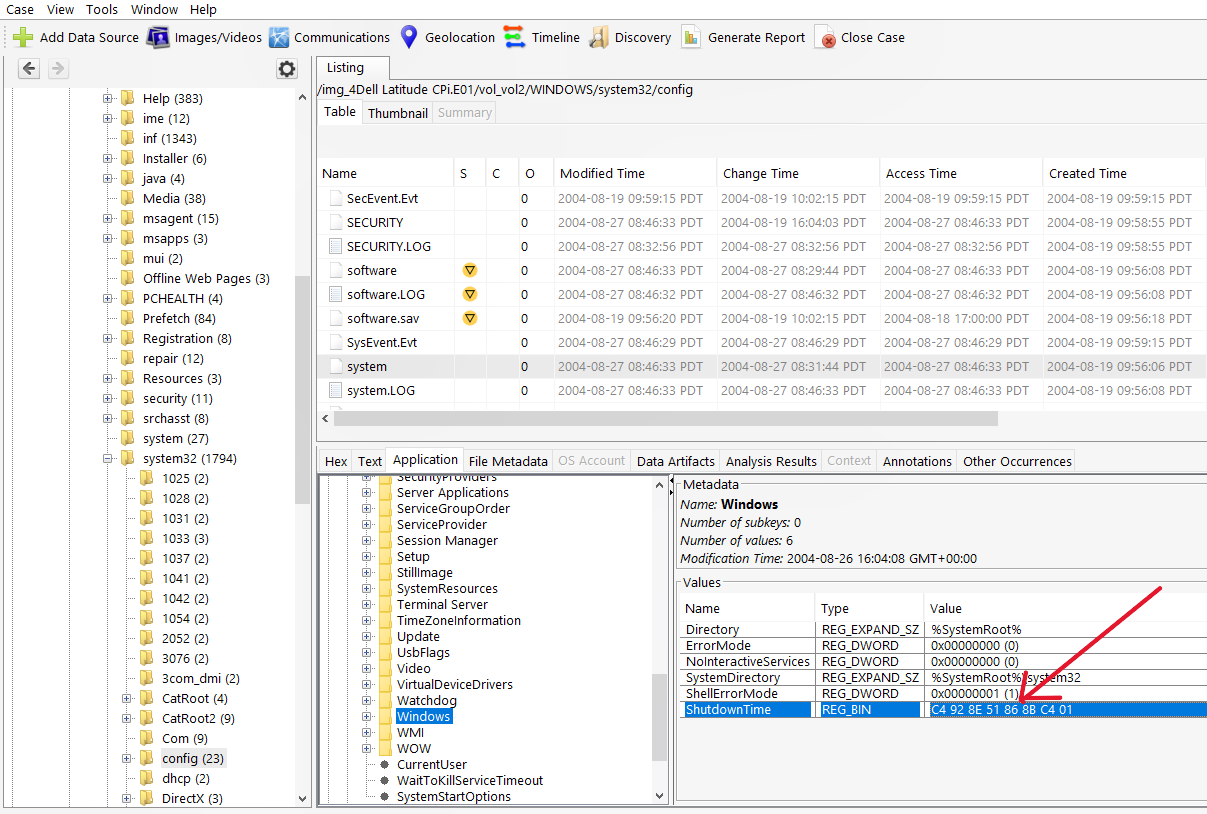 Case View Tools Window Help
Add Data Source Images/Videos Communications Geolocation Timeline Discovery Generate Report Close Case
Help (383)
ime (12)
inf (1343)
Installer (6)
java (4)
Media (38)
msagent (15)
msapps (3)
mui (2)
Offline Web Pages (3)
PCHEALTH (4)
Prefetch (84)
Registration (8)
repair (12)
Resources (3)
security (11)
srchasst (8)
system (27)
system32 (1794)
1025 (2)
1028 (2)
1031 (2)
1033 (3)
1037 (2)
1041 (2)
1042 (2)
1054 (2)
2052 (2)
3076 (2)
3com_dmi (2)
CatRoot (4)
CatRoot2 (9)
Com (9)
config (23)
dhcp (2)
DirectX (3)
Listing
/img_4Dell Latitude CPi.E01/vol_vol2/WINDOWS/system32/config
Table Thumbnail Summary
Name S C O Modified Time Change Time Access Time Created Time
SecEvent.Evt 0 2004-08-19 09:59:15 PDT 2004-08-19 10:02:15 PDT 2004-08-19 09:59:15 PDT 2004-08-19 09:59:15 PDT
SECURITY 0 2004-08-27 08:46:33 PDT 2004-08-19 16:04:03 PDT 2004-08-27 08:46:33 PDT 2004-08-19 09:58:55 PDT
SECURITY.LOG 0 2004-08-27 08:32:56 PDT 2004-08-27 08:32:56 PDT 2004-08-27 08:32:56 PDT 2004-08-19 09:58:55 PDT
software 0 2004-08-27 08:46:33 PDT 2004-08-27 08:29:44 PDT 2004-08-27 08:46:33 PDT 2004-08-19 09:56:08 PDT
software.LOG 0 2004-08-27 08:46:32 PDT 2004-08-27 08:46:32 PDT 2004-08-27 08:46:32 PDT 2004-08-19 09:56:08 PDT
software.sav 0 2004-08-19 09:56:20 PDT 2004-08-19 10:02:15 PDT 2004-08-18 17:00:00 PDT 2004-08-19 09:56:18 PDT
SysEvent.Evt 0 2004-08-27 08:46:29 PDT 2004-08-27 08:46:29 PDT 2004-08-27 08:46:29 PDT 2004-08-19 09:59:15 PDT
system 0 2004-08-27 08:46:33 PDT 2004-08-27 08:31:44 PDT 2004-08-27 08:46:33 PDT 2004-08-19 09:56:06 PDT
system.LOG 0 2004-08-27 08:46:33 PDT 2004-08-27 08:46:33 PDT 2004-08-27 08:46:33 PDT 2004-08-19 09:56:06 PDT
Hex Text Application File Metadata OS Account Data Artifacts Analysis Results Context Annotations Other Occurrences
SecurityProviders
Server Applications
ServiceGroupOrder
ServiceProvider
Session Manager
Setup
StillImage
SystemResources
Terminal Server
TimeZoneInformation
Update
UsbFlags
Video
VirtualDeviceDrivers
Watchdog
Windows
WMI
WOW
CurrentUser
WaitToKillServiceTimeout
SystemStartOptions
Metadata
Name: Windows
Number of subkeys: 0
Number of values: 6
Modification Time: 2004-08-26 16:04:08 GMT+00:00
Values
Name Type Value
Directory REG_EXPAND_SZ %SystemRoot%
ErrorMode REG_DWORD 0x00000000 (0)
NoInteractiveServices REG_DWORD 0x00000000 (0)
SystemDirectory REG_EXPAND_SZ %SystemRoot%\system32
ShellErrorMode REG_DWORD 0x00000001 (1)
ShutdownTime REG_BIN C4 92 8E 51 86 8B C4 01